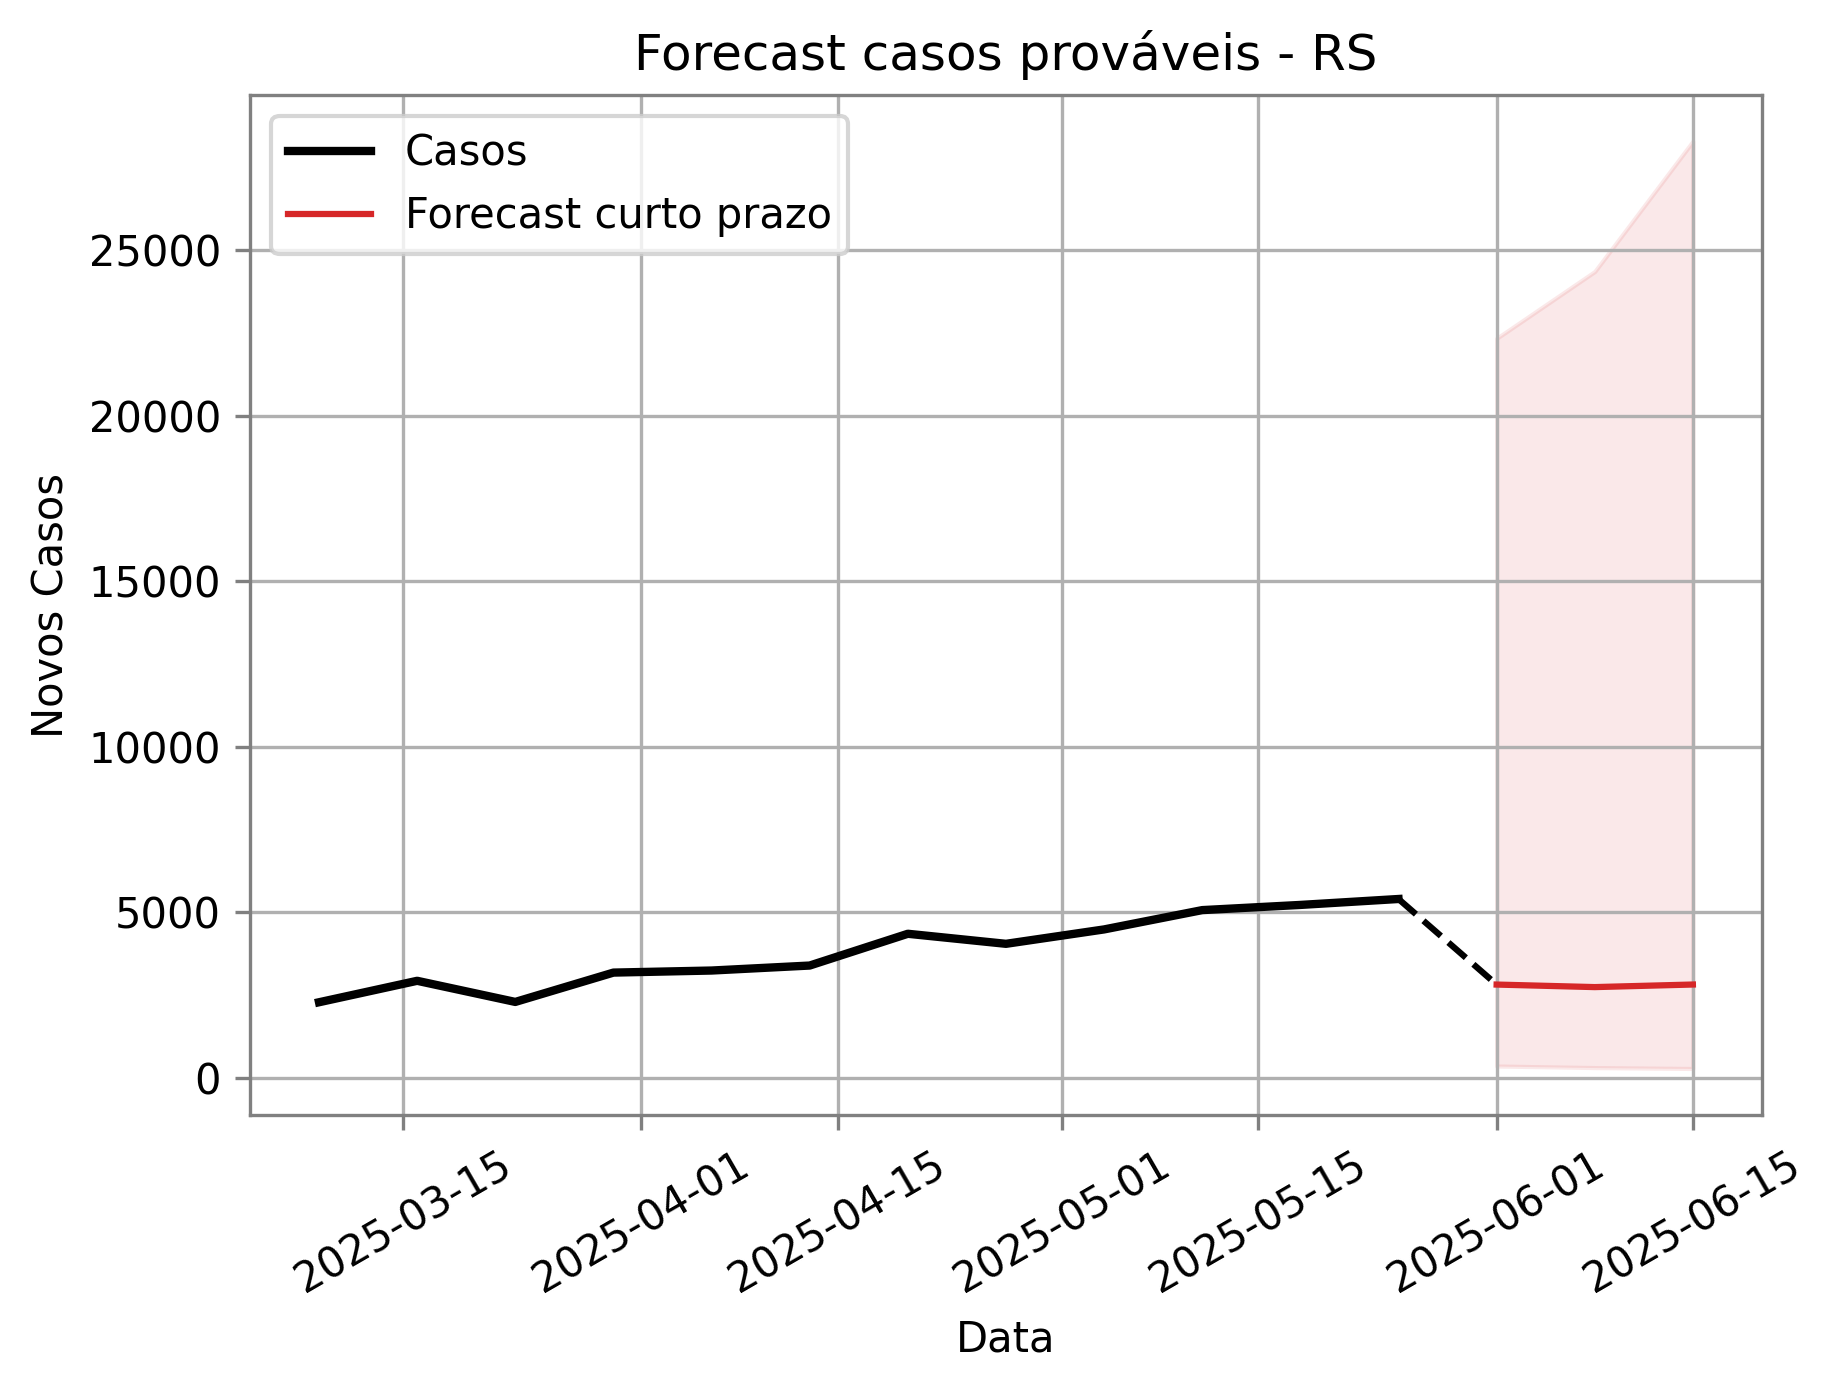 Forecast casos prováveis - RS
Casos
Forecast curto prazo
25000
20000
15000
10000
5000
0
Novos Casos
2025-03-15
2025-04-01
2025-04-15
2025-05-01
2025-05-15
2025-06-01
2025-06-15
Data